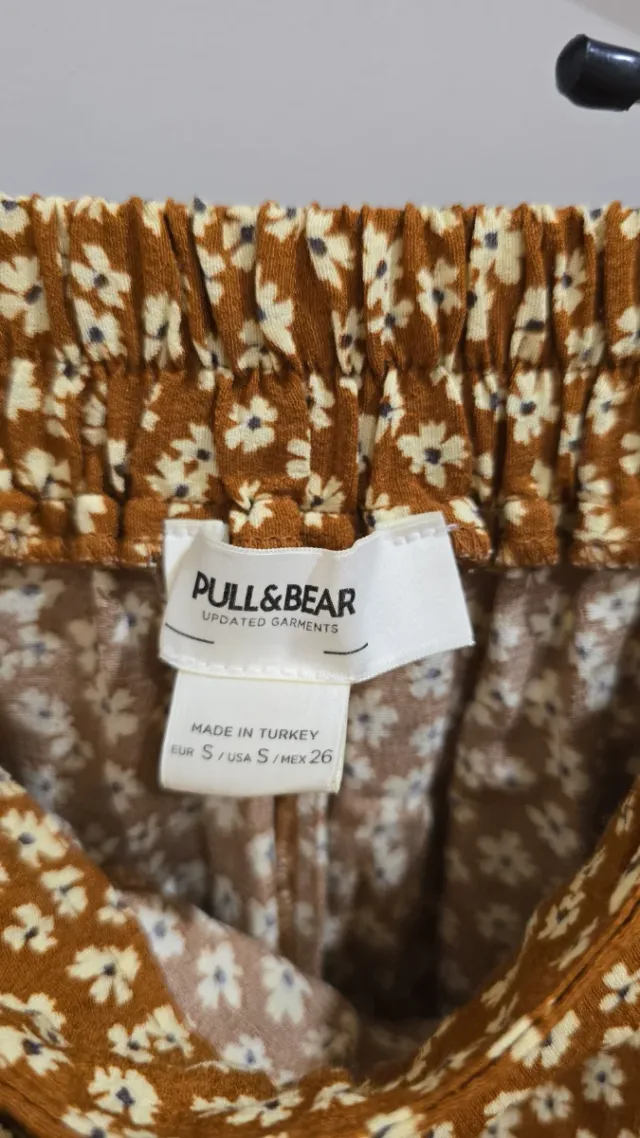 PULL&BEAR
UPDATED GARMENTS
MADE IN TURKEY
EUR S / USA S / MEX 26